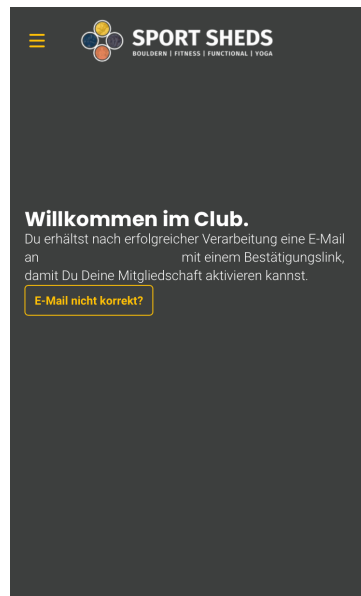 SPORT SHEDS
BOULDERN | FITNESS | FUNCTIONAL | YOGA
Willkommen im Club.
Du erhältst nach erfolgreicher Verarbeitung eine E-Mail
an mit einem Bestätigungslink,
damit Du Deine Mitgliedschaft aktivieren kannst.
E-Mail nicht korrekt?